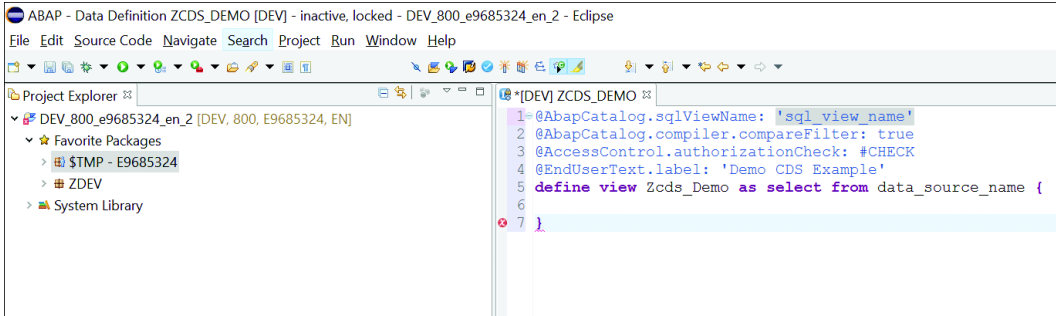 ABAP - Data Definition ZCDS_DEMO [DEV] - inactive, locked - DEV_800_e9685324_en_2 - Eclipse
File Edit Source Code Navigate Search Project Run Window Help
Project Explorer
DEV_800_e9685324_en_2 [DEV, 800, E9685324, EN]
Favorite Packages
$TMP - E9685324
ZDEV
System Library
*[DEV] ZCDS_DEMO
1 @AbapCatalog.sqlViewName: 'sql_view_name'
2 @AbapCatalog.compiler.compareFilter: true
3 @AccessControl.authorizationCheck: #CHECK
4 @EndUserText.label: 'Demo CDS Example'
5 define view Zcds_Demo as select from data_source_name {
6
7 }